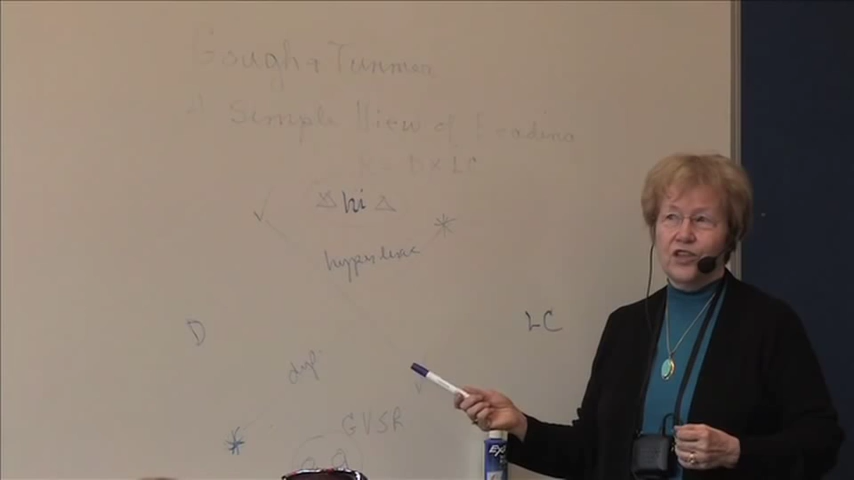 Gough + Tunmer
Simple View of Reading
R = D x LC
hi
hyperlexic
LC
D
dysl
GVSR